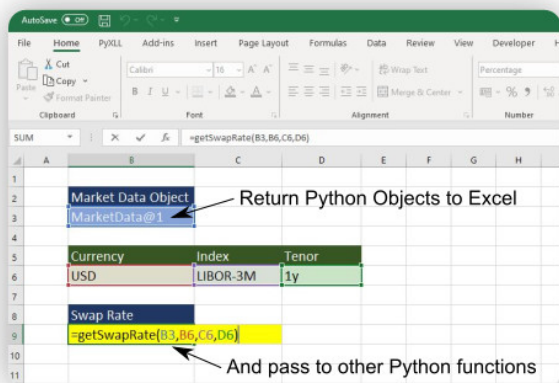 AutoSave Off
File Home PyXLL Add-ins Insert Page Layout Formulas Data Review View Developer
Cut
Copy
Format Painter
Paste
Calibri 16 A A
B I U A
Wrap Text
Merge & Center
Percentage
% 9
Clipboard Font Alignment Number
SUM fx =getSwapRate(B3,B6,C6,D6)
A B C D E F G H
1
2 Market Data Object
Return Python Objects to Excel
3 MarketData@1
4
5 Currency Index Tenor
6 USD LIBOR-3M 1y
7
8 Swap Rate
9 =getSwapRate(B3,B6,C6,D6)
10
And pass to other Python functions
11